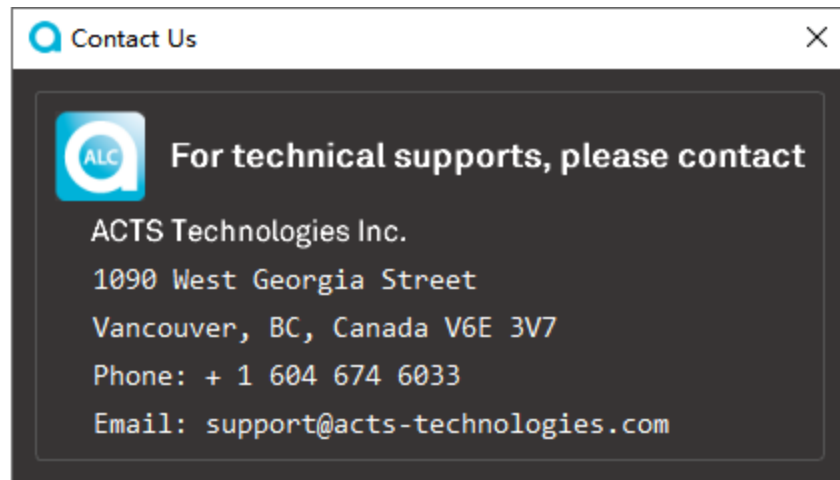 Contact Us
ALC
For technical supports, please contact
ACTS Technologies Inc.
1090 West Georgia Street
Vancouver, BC, Canada V6E 3V7
Phone: + 1 604 674 6033
Email: support@acts-technologies.com